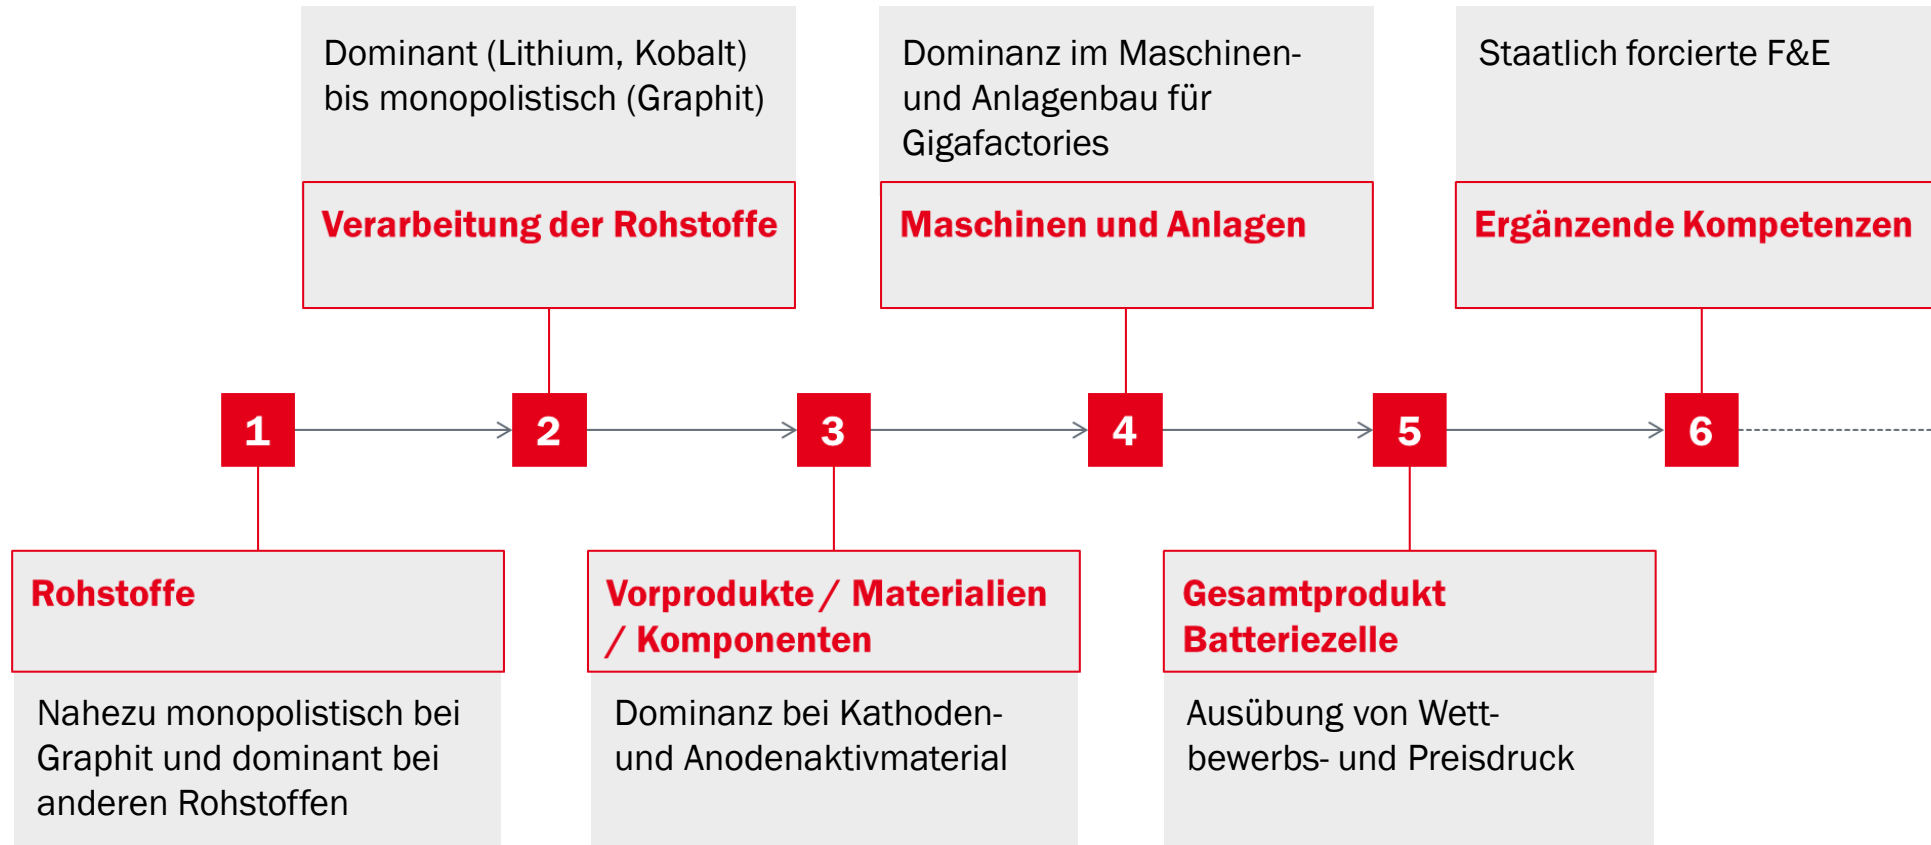 Dominant (Lithium, Kobalt)
bis monopolistisch (Graphit)
Verarbeitung der Rohstoffe
Dominanz im Maschinen-
und Anlagenbau für
Gigafactories
Maschinen und Anlagen
Staatlich forcierte F&E
Ergänzende Kompetenzen
1
2
3
4
5
6
Rohstoffe
Nahezu monopolistisch bei
Graphit und dominant bei
anderen Rohstoffen
Vorprodukte / Materialien
/ Komponenten
Dominanz bei Kathoden-
und Anodenaktivmaterial
Gesamtprodukt
Batteriezelle
Ausübung von Wett-
bewerbs- und Preisdruck